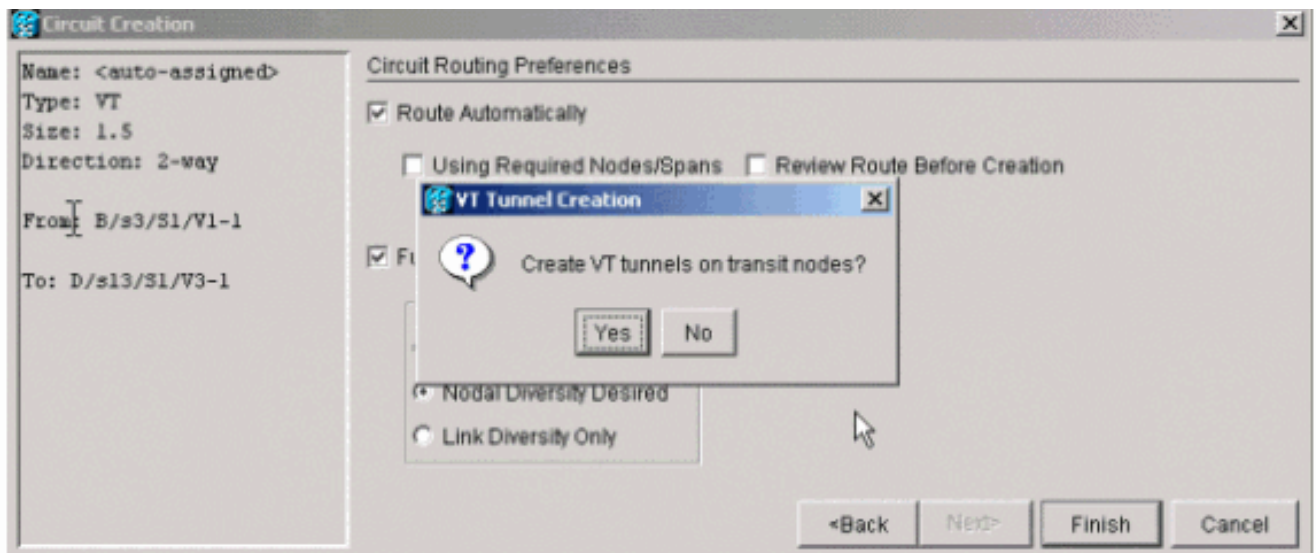 Circuit Creation
Name: <auto-assigned>
Type: VT
Size: 1.5
Direction: 2-way
From: B/s3/S1/V1-1
To: D/s13/S1/V3-1
Circuit Routing Preferences
Route Automatically
Using Required Nodes/Spans Review Route Before Creation
VT Tunnel Creation
Create VT tunnels on transit nodes?
Yes No
Nodal Diversity Desired
Link Diversity Only
<Back Next> Finish Cancel